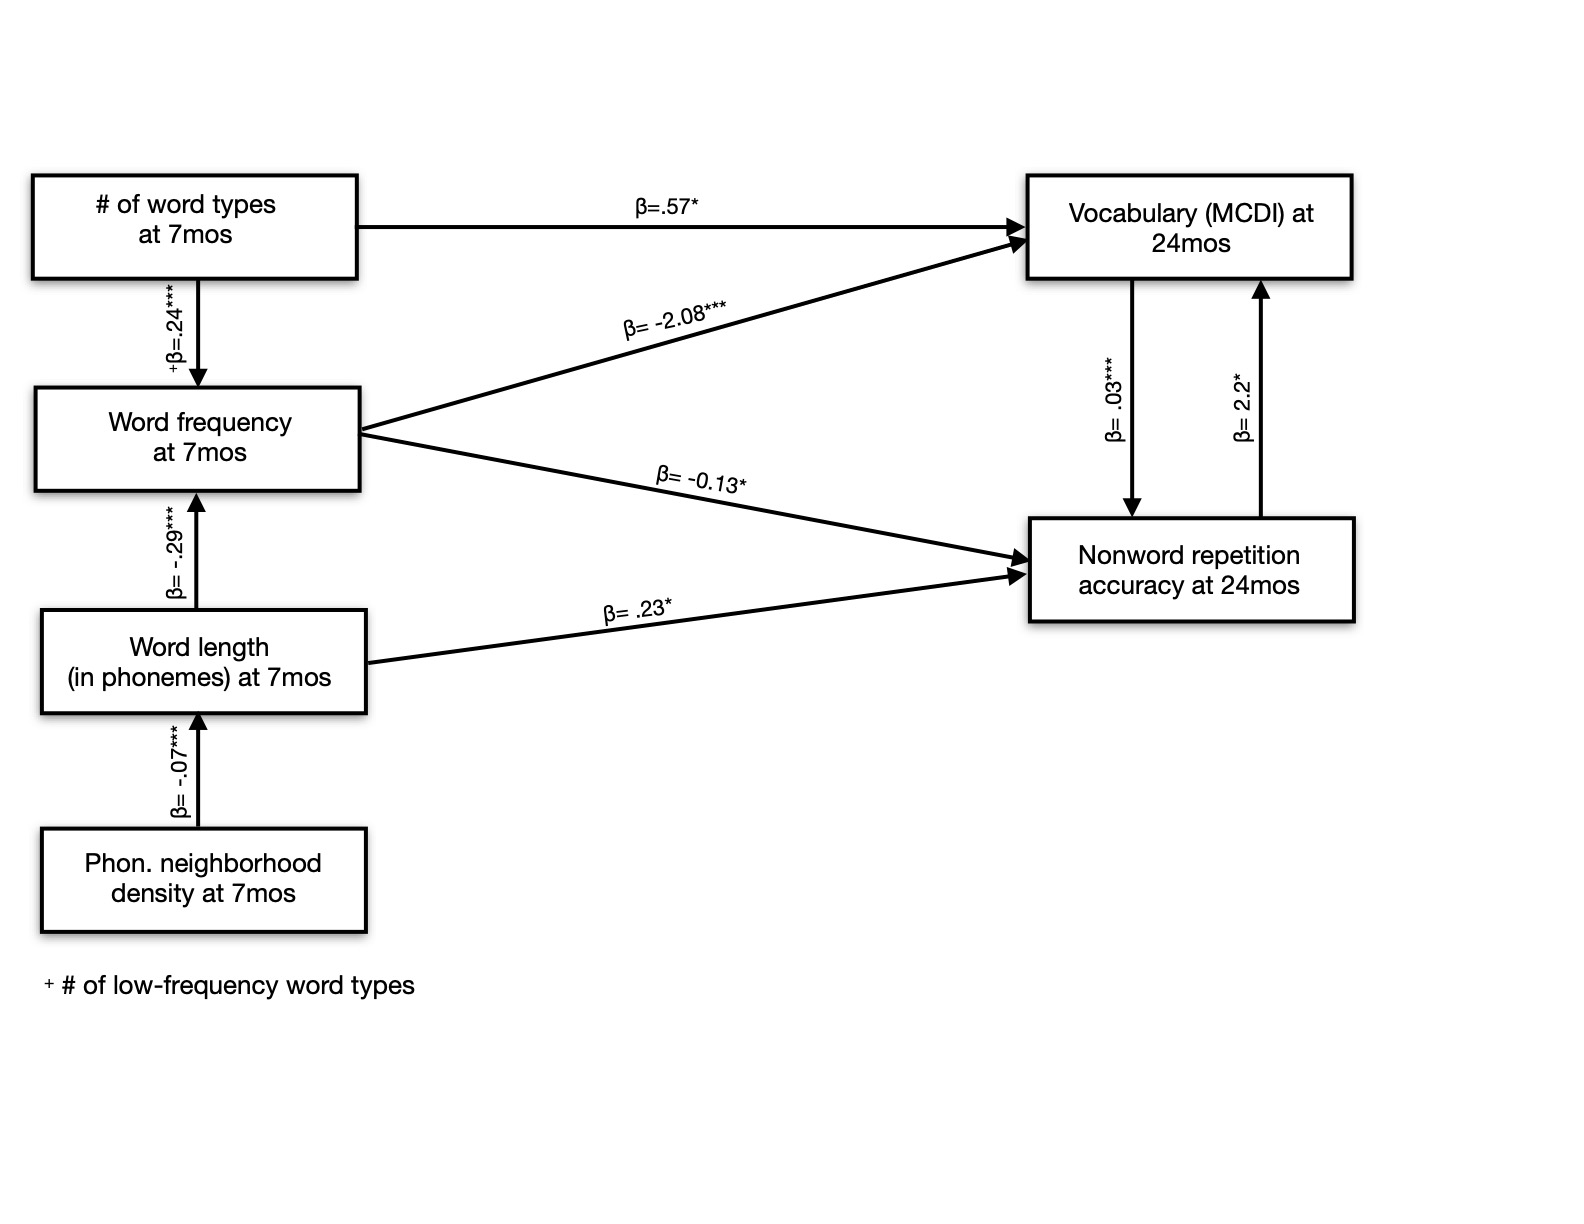 # of word types
at 7mos
β=.57*
Vocabulary (MCDI) at
24mos
+β=.24***
β= -2.08***
Word frequency
at 7mos
β= .03***
β= 2.2*
β= -0.13*
β= -.29***
Nonword repetition
accuracy at 24mos
β= .23*
Word length
(in phonemes) at 7mos
β= -.07***
Phon. neighborhood
density at 7mos
+ # of low-frequency word types